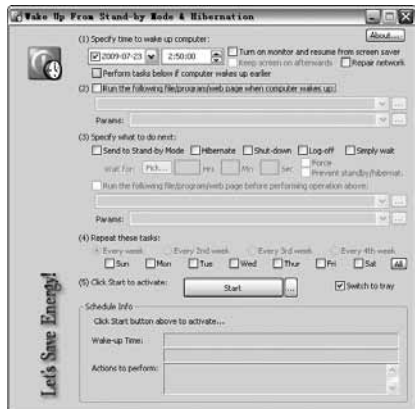 Wake Up From Stand-by Mode & Hibernation
About...
(1) Specify time to wake up computer:
2009-07-23 2:50:00 Turn on monitor and resume from screen saver
Keep screen on afterwards Repair network
Perform tasks below if computer wakes up earlier
(2) Run the following file/program/web page when computer wakes up:
Params:
(3) Specify what to do next:
Send to Stand-by Mode Hibernate Shut-down Log-off Simply wait
Wait for: Pick... Hrs Min Sec Force
Prevent standby/hibernat.
Run the following file/program/web page before performing operation above:
Params:
(4) Repeat these tasks:
Every week Every 2nd week Every 3rd week Every 4th week
Sun Mon Tue Wed Thur Fri Sat All
(5) Click Start to activate: Start ... Switch to tray
Schedule Info
Click Start button above to activate...
Wake-up Time:
Actions to perform:
Let's Save Energy!